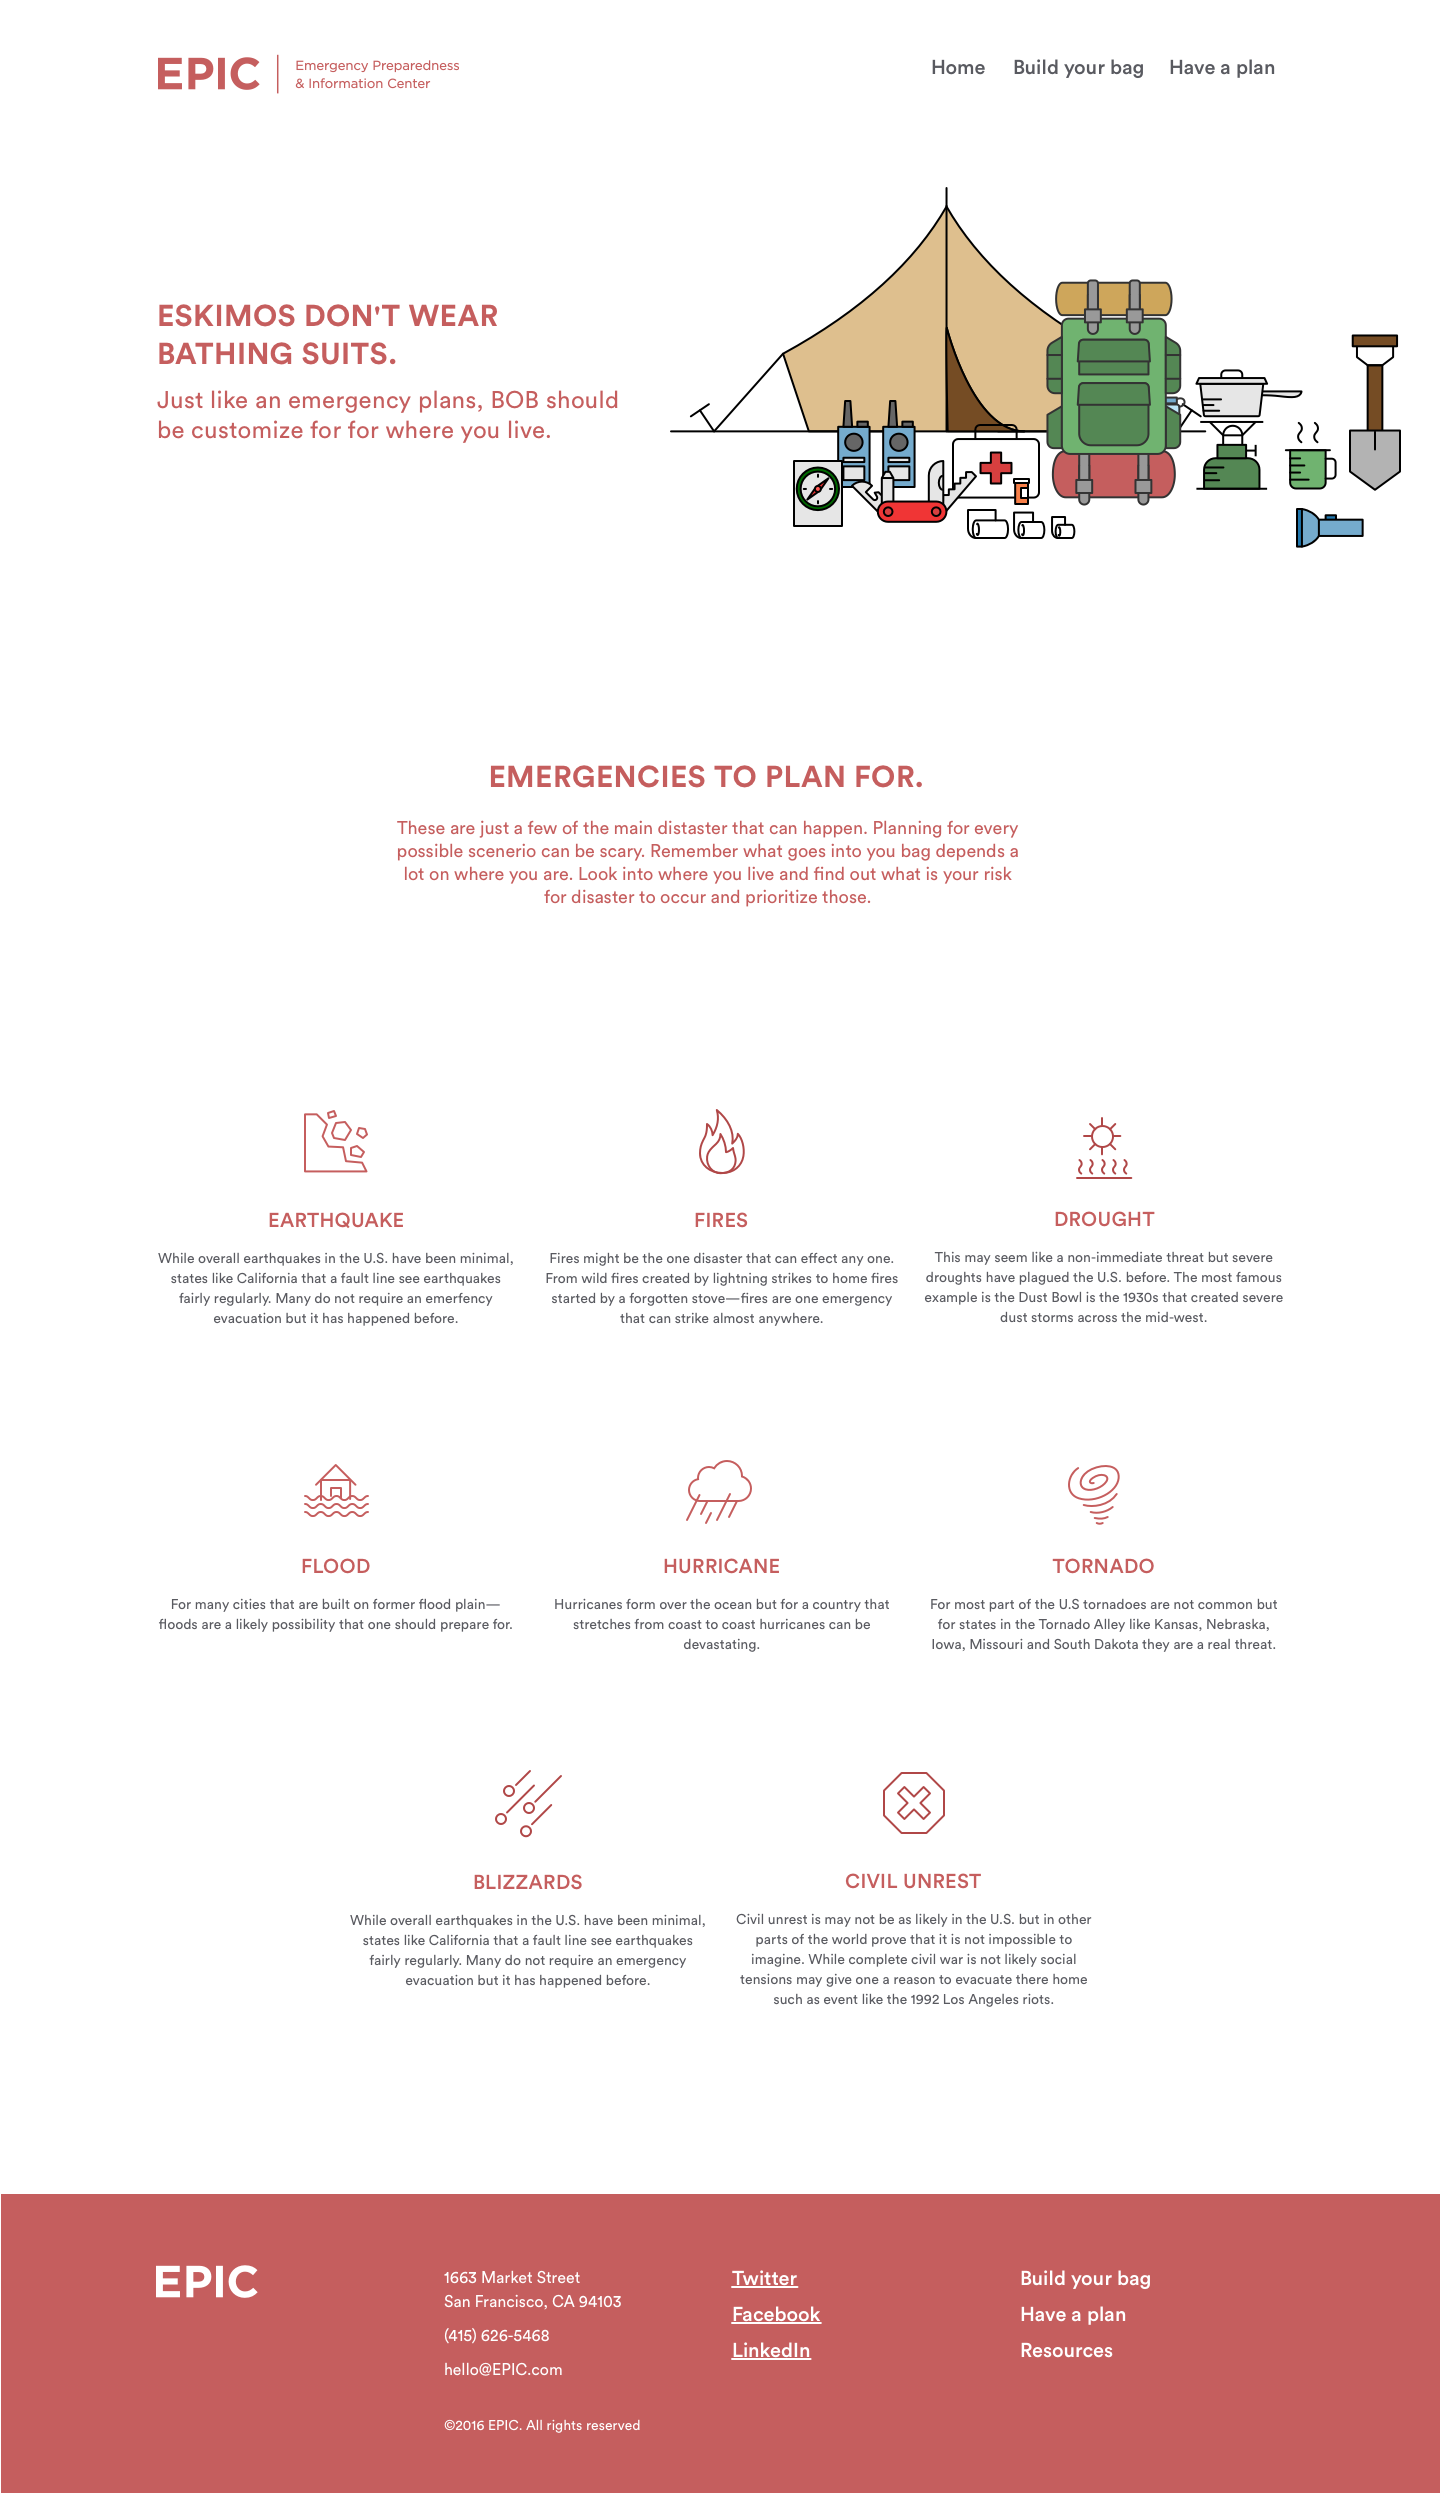 EPIC
Emergency Preparedness
& Information Center
Home Build your bag Have a plan
ESKIMOS DON'T WEAR
BATHING SUITS.
Just like an emergency plans, BOB should
be customize for for where you live.
EMERGENCIES TO PLAN FOR.
These are just a few of the main distaster that can happen. Planning for every
possible scenerio can be scary. Remember what goes into you bag depends a
lot on where you are. Look into where you live and find out what is your risk
for disaster to occur and prioritize those.
EARTHQUAKE
While overall earthquakes in the U.S. have been minimal,
states like California that a fault line see earthquakes
fairly regularly. Many do not require an emerfency
evacuation but it has happened before.
FIRES
Fires might be the one disaster that can effect any one.
From wild fires created by lightning strikes to home fires
started by a forgotten stove—fires are one emergency
that can strike almost anywhere.
DROUGHT
This may seem like a non-immediate threat but severe
droughts have plagued the U.S. before. The most famous
example is the Dust Bowl is the 1930s that created severe
dust storms across the mid-west.
FLOOD
For many cities that are built on former flood plain—
floods are a likely possibility that one should prepare for.
HURRICANE
Hurricanes form over the ocean but for a country that
stretches from coast to coast hurricanes can be
devastating.
TORNADO
For most part of the U.S tornadoes are not common but
for states in the Tornado Alley like Kansas, Nebraska,
Iowa, Missouri and South Dakota they are a real threat.
BLIZZARDS
While overall earthquakes in the U.S. have been minimal,
states like California that a fault line see earthquakes
fairly regularly. Many do not require an emergency
evacuation but it has happened before.
CIVIL UNREST
Civil unrest is may not be as likely in the U.S. but in other
parts of the world prove that it is not impossible to
imagine. While complete civil war is not likely social
tensions may give one a reason to evacuate there home
such as event like the 1992 Los Angeles riots.
EPIC
1663 Market Street
San Francisco, CA 94103
(415) 626-5468
hello@EPIC.com
©2016 EPIC. All rights reserved
Twitter
Facebook
LinkedIn
Build your bag
Have a plan
Resources